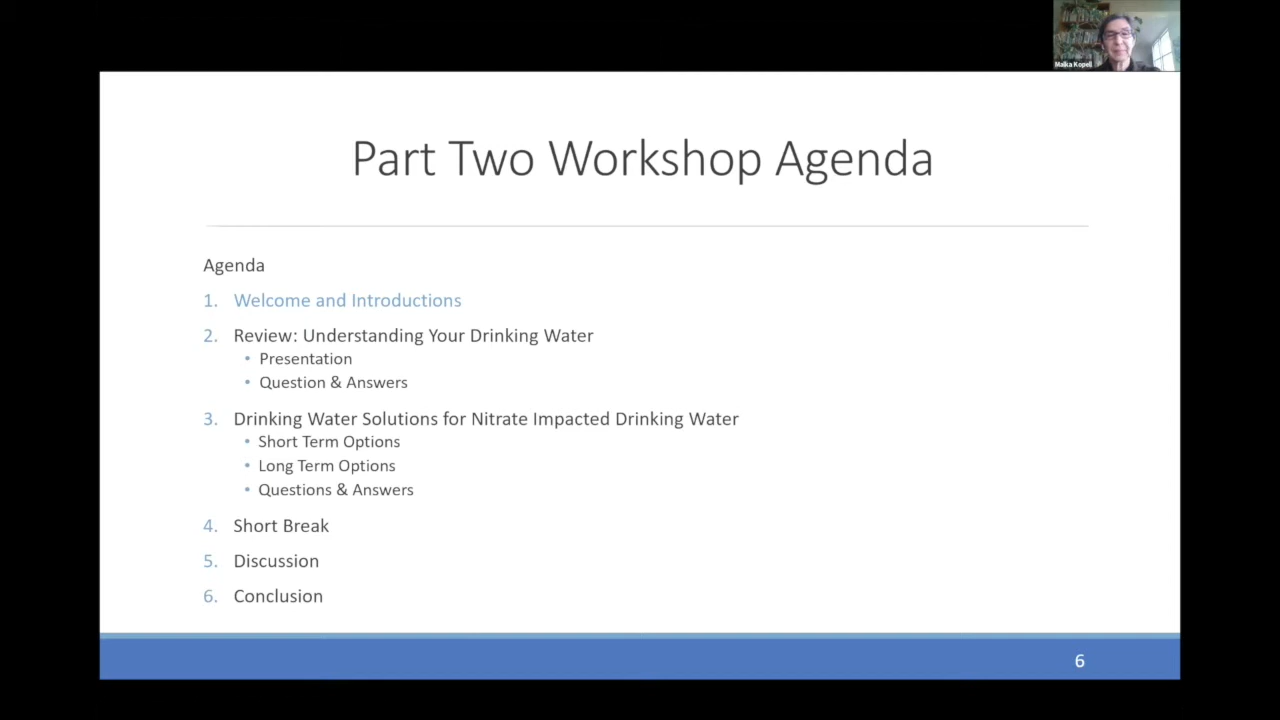 Malka Kopell
Part Two Workshop Agenda
Agenda
1. Welcome and Introductions
2. Review: Understanding Your Drinking Water
• Presentation
• Question & Answers
3. Drinking Water Solutions for Nitrate Impacted Drinking Water
• Short Term Options
• Long Term Options
• Questions & Answers
4. Short Break
5. Discussion
6. Conclusion
6